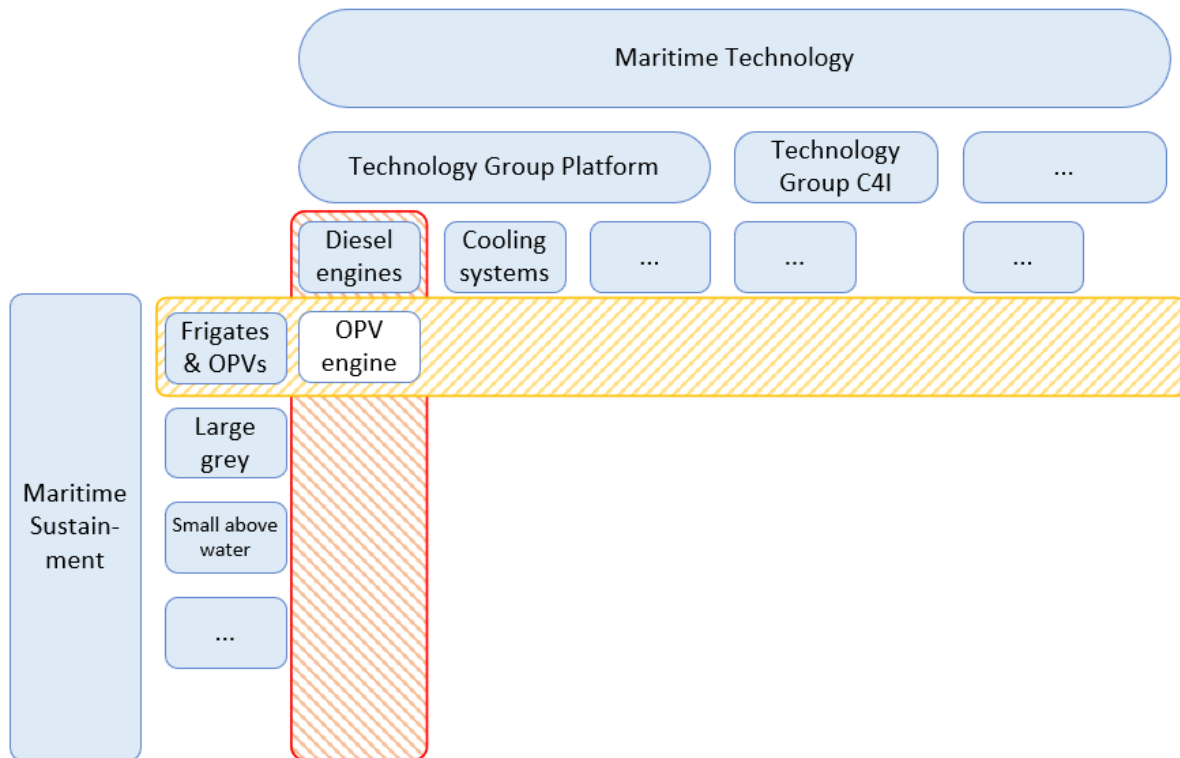 Maritime Technology
Technology Group Platform
Technology
Group C4I
...
Diesel
engines
Cooling
systems
...
...
...
Frigates
& OPVs
OPV
engine
Large
grey
Maritime
Sustain-
ment
Small above
water
...